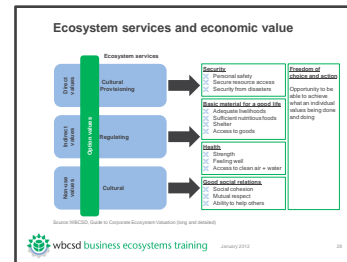 Ecosystem services and economic value
Ecosystem services
Direct values
Cultural
Provisioning
Indirect values
Regulating
Non-use values
Cultural
Option values
Security
Personal safety
Secure resource access
Security from disasters
Basic material for a good life
Adequate livelihoods
Sufficient nutritious foods
Shelter
Access to goods
Health
Strength
Feeling well
Access to clean air + water
Good social relations
Social cohesion
Mutual respect
Ability to help others
Freedom of
choice and action
Opportunity to be
able to achieve
what an individual
values being done
and doing
Source: WBCSD, Guide to Corporate Ecosystem Valuation (long and detailed)
wbcsd business ecosystems training
January 2013